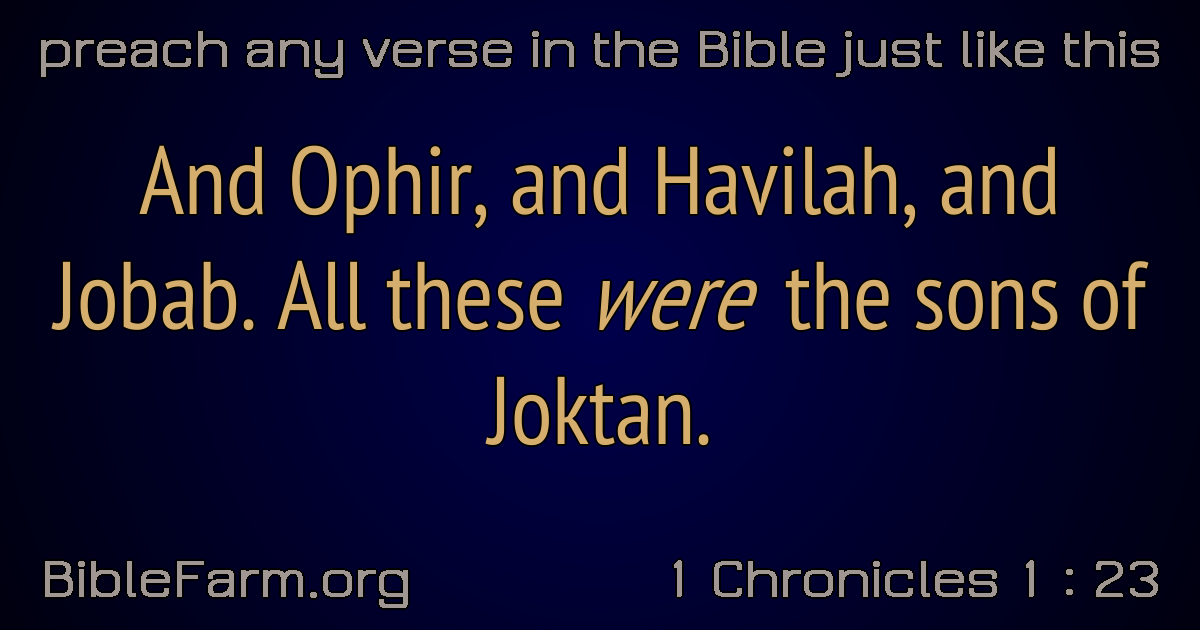 preach any verse in the Bible just like this
And Ophir, and Havilah, and
Jobab. All these were the sons of
Joktan.
BibleFarm.org
1 Chronicles 1 : 23